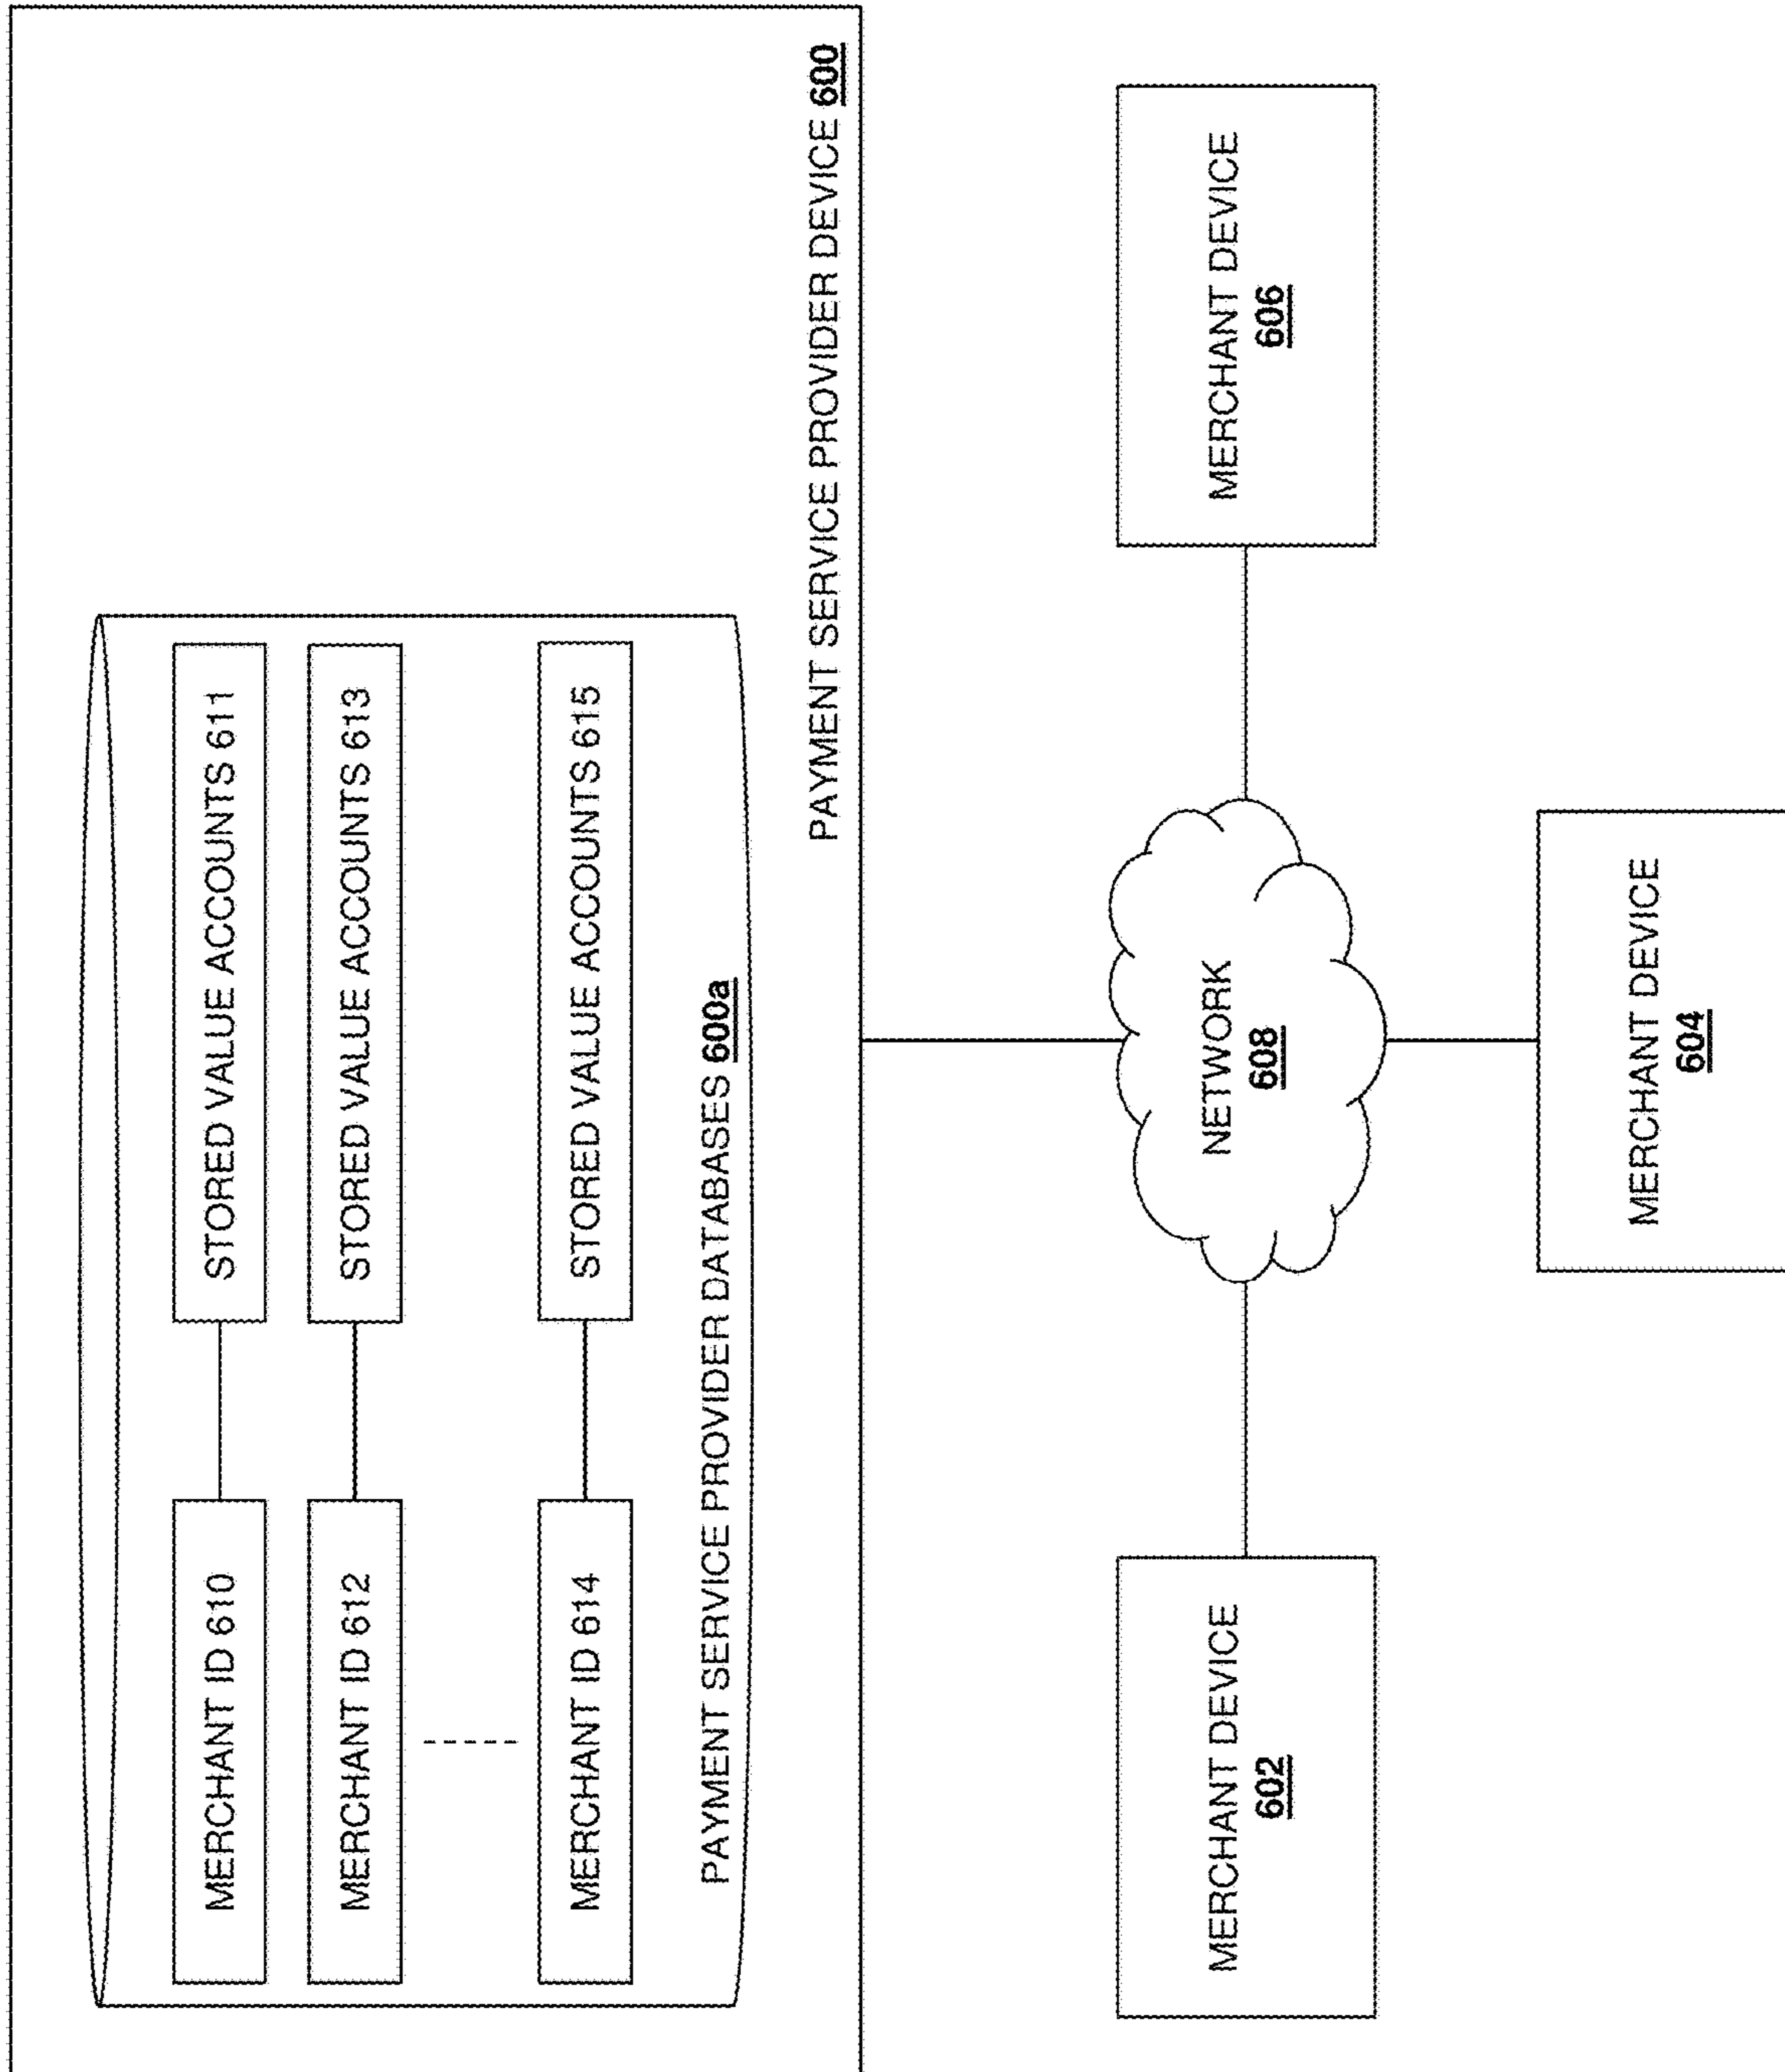 MERCHANT ID 610
STORED VALUE ACCOUNTS 611
MERCHANT ID 612
STORED VALUE ACCOUNTS 613
MERCHANT ID 614
STORED VALUE ACCOUNTS 615
PAYMENT SERVICE PROVIDER DATABASES 600a
PAYMENT SERVICE PROVIDER DEVICE 600
MERCHANT DEVICE
602
NETWORK
608
MERCHANT DEVICE
606
MERCHANT DEVICE
604